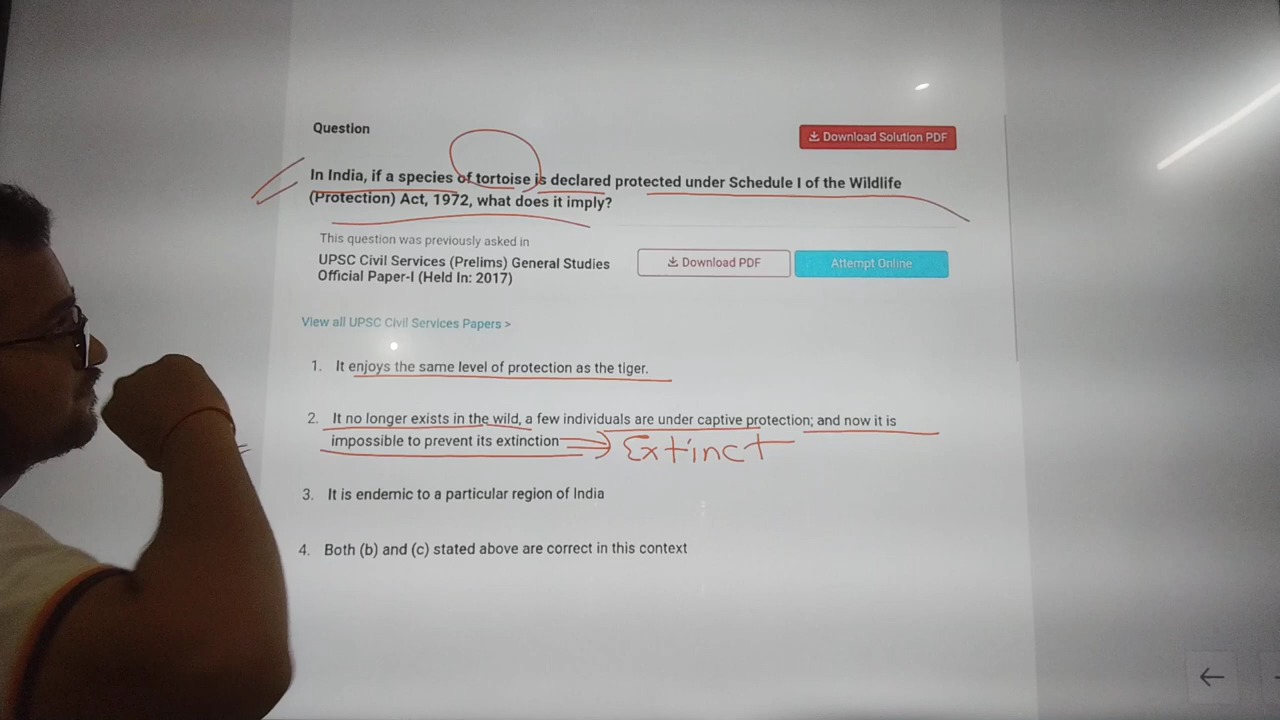 Question
Download Solution PDF
In India, if a species of tortoise is declared protected under Schedule I of the Wildlife
(Protection) Act, 1972, what does it imply?
This question was previously asked in
UPSC Civil Services (Prelims) General Studies
Official Paper-I (Held In: 2017)
Download PDF
Attempt Online
View all UPSC Civil Services Papers >
1. It enjoys the same level of protection as the tiger.
2. It no longer exists in the wild, a few individuals are under captive protection; and now it is
impossible to prevent its extinction
Extinct
3. It is endemic to a particular region of India
4. Both (b) and (c) stated above are correct in this context